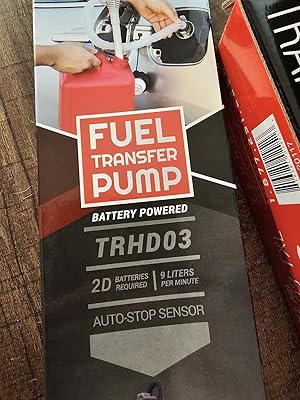 FUEL
TRANSFER
PUMP
BATTERY POWERED
TRHD03
2D BATTERIES REQUIRED | 9 LITERS PER MINUTE
AUTO-STOP SENSOR